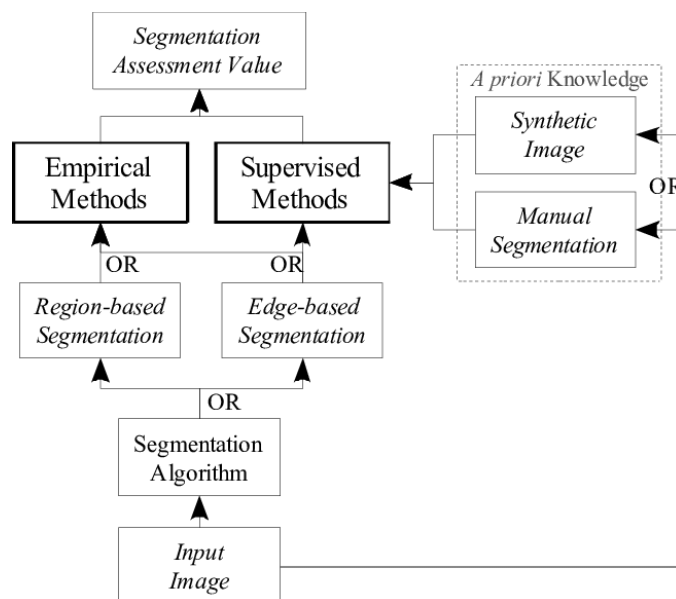 Segmentation
Assessment Value
A priori Knowledge
Synthetic
Image
Empirical
Methods
Supervised
Methods
OR
Manual
Segmentation
OR
OR
Region-based
Segmentation
Edge-based
Segmentation
OR
Segmentation
Algorithm
Input
Image